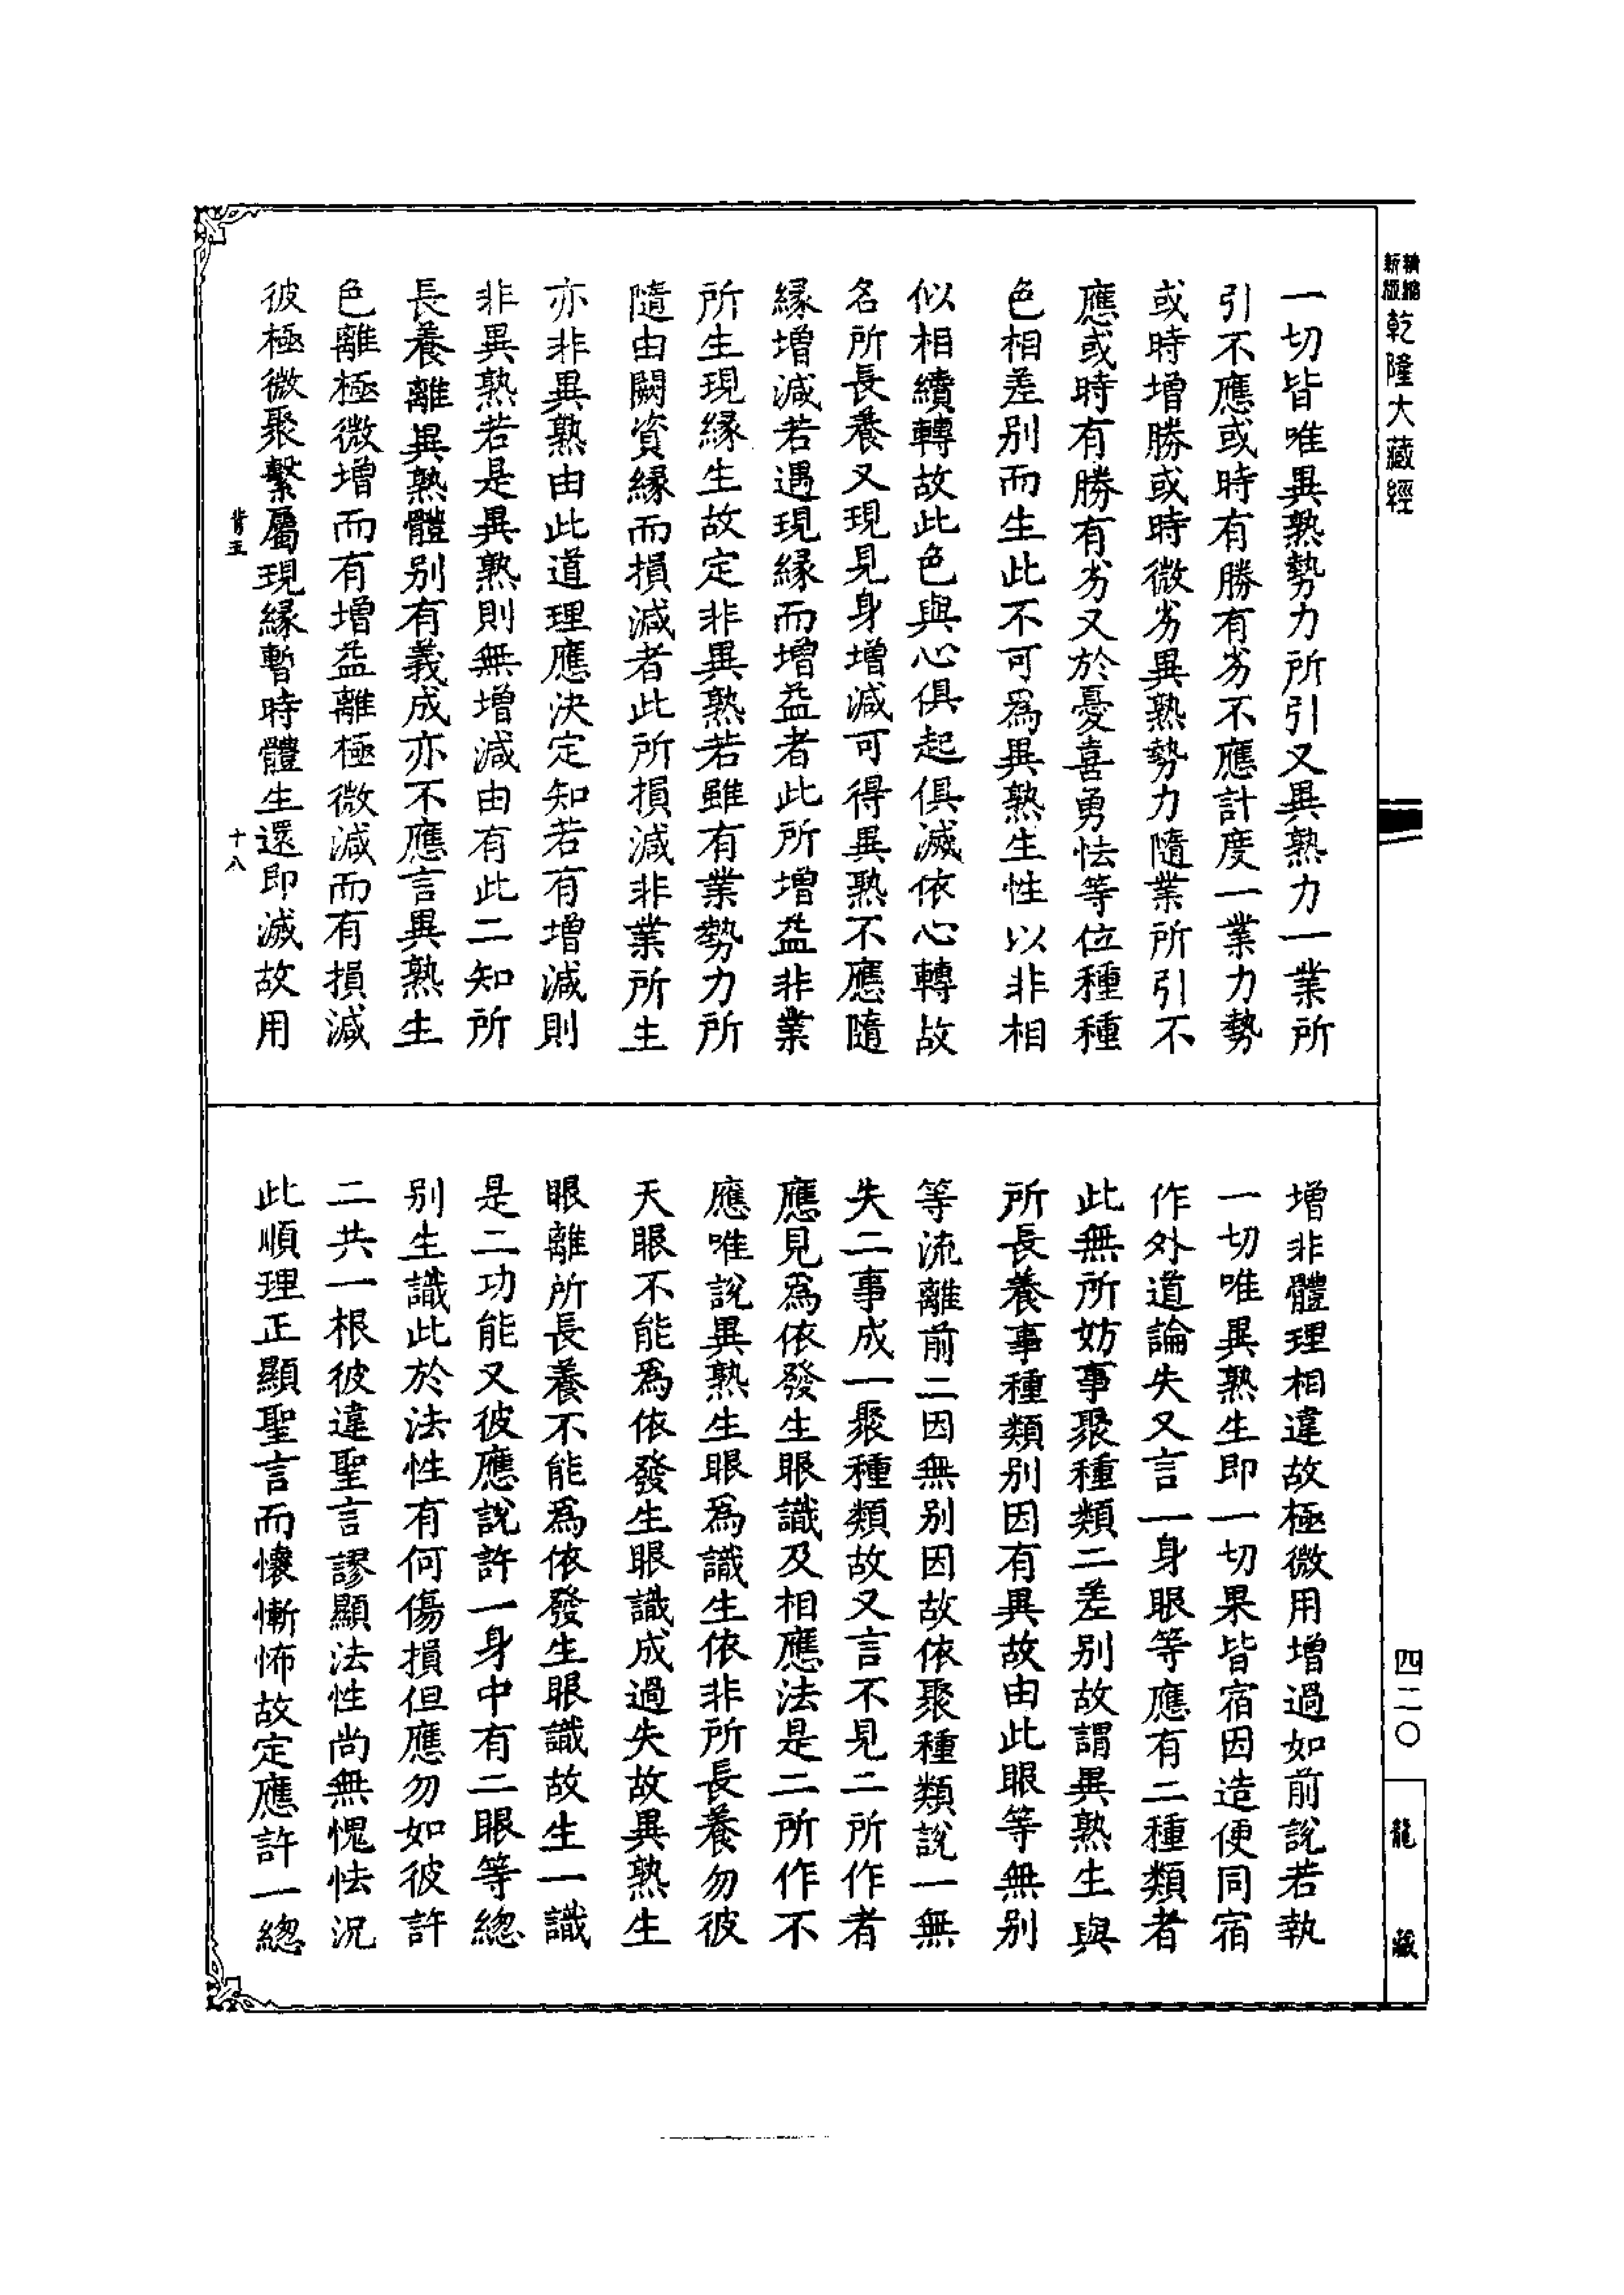 精縮
新版
乾隆大藏經
一切皆唯異熟勢力所引又異熟力一業所
引不應或時有勝有劣不應計度一業力勢
或時增勝或時微劣異熟勢力隨業所引不
應或時有勝有劣又於憂喜勇怯等位種種
色相差别而生此不可為異熟生性以非相
似相續轉故此色與心俱起俱滅依心轉故
名所長養又現見身增減可得異熟不應隨
緣增減若遇現緣而增益者此所增益非業
所生現緣生故定非異熟若雖有業勢力所
隨由闕資緣而損減者此所損減非業所生
亦非異熟由此道理應決定知若有增減則
非異熟若是異熟則無增減由有此二知所
長養離異熟體别有義成亦不應言異熟生
色離極微增而有增益離極微減而有損減
彼極微聚繫屬現緣暫時體生還即滅故用
十八
增非體理相違故極微用增過如前說若執
一切唯異熟生即一切果皆宿因造便同宿
作外道論失又言一身眼等應有二種類者
此無所妨事聚種類二差别故謂異熟生與
所長養事種類别因有異故由此眼等無别
等流離前二因無别因故依聚種類說一無
失二事成一聚種類故又言不見二所作者
應見為依發生眼識及相應法是二所作不
應唯說異熟生眼為識生依非所長養勿彼
天眼不能為依發生眼識成過失故異熟生
眼離所長養不能為依發生眼識故生一識
是二功能又彼應說許一身中有二眼等總
别生識此於法性有何傷損但應勿如彼許
二共一根彼違聖言謬顯法性尚無愧怯況
此順理正顯聖言而懷慚怖故定應許一總
四二〇
龍藏